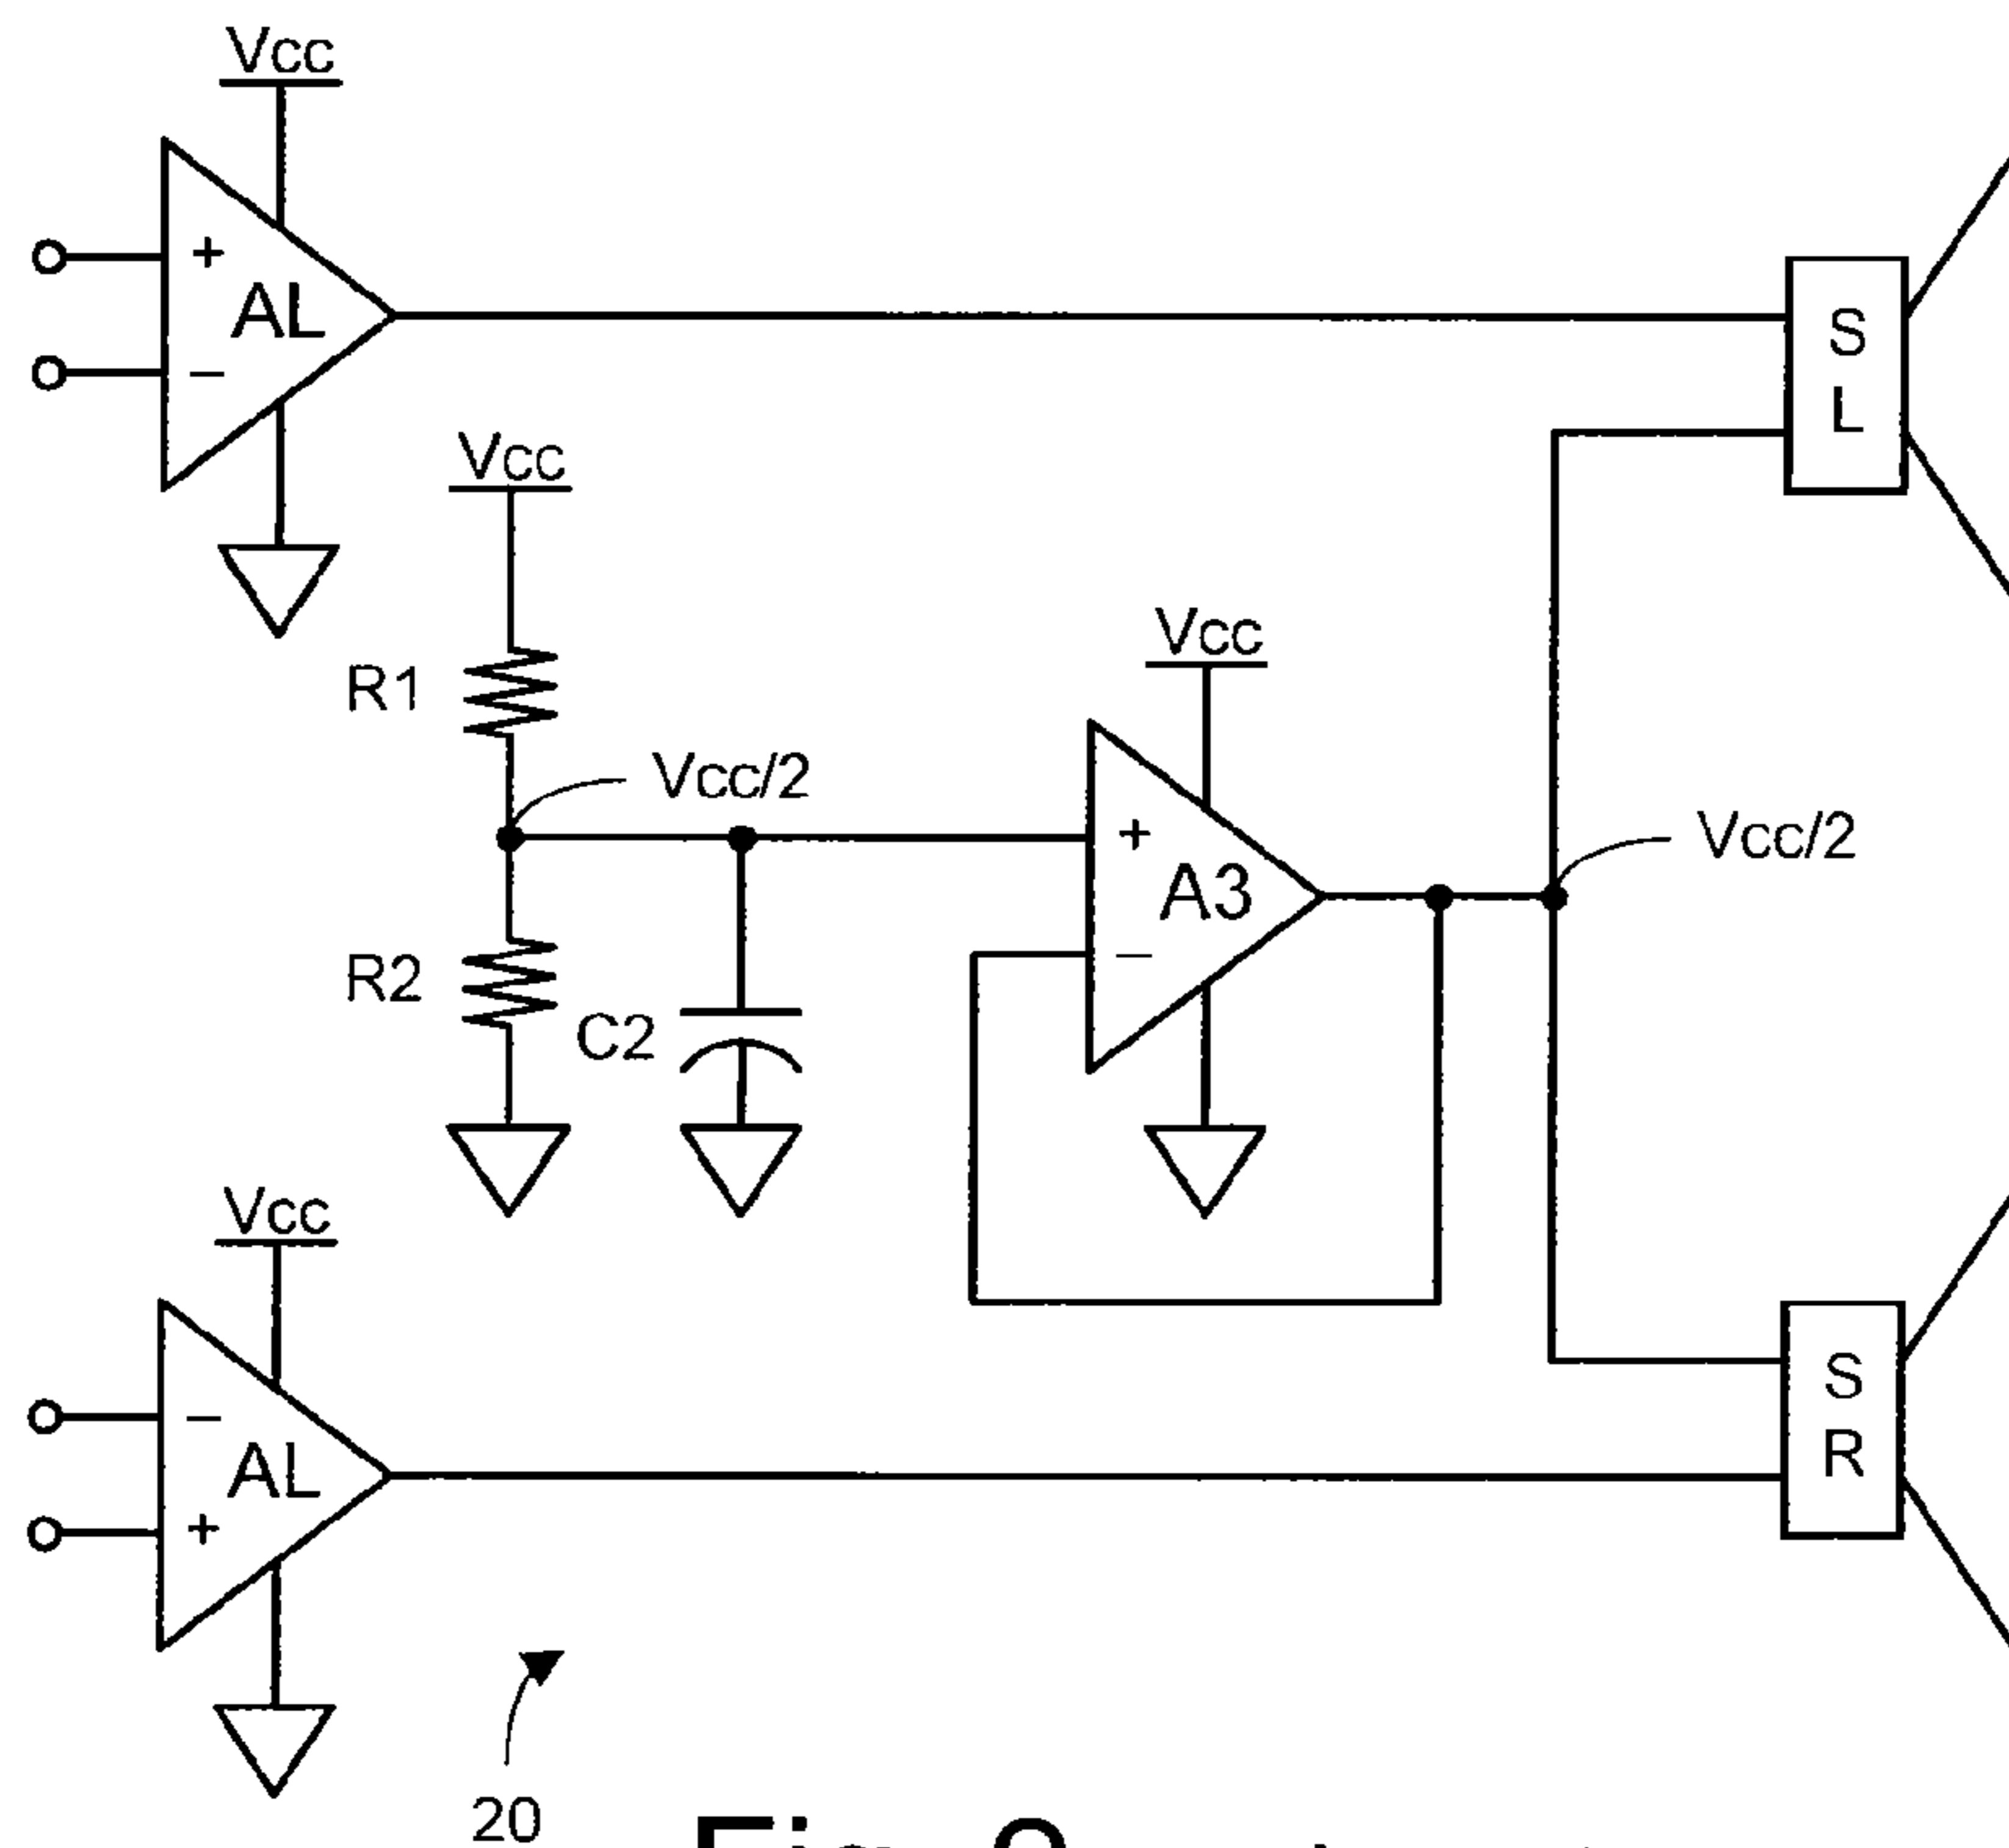 Vcc
+
AL
−
S
L
Vcc
R1
Vcc/2
Vcc
+
A3
−
Vcc/2
R2
C2
Vcc
−
AL
+
S
R
20